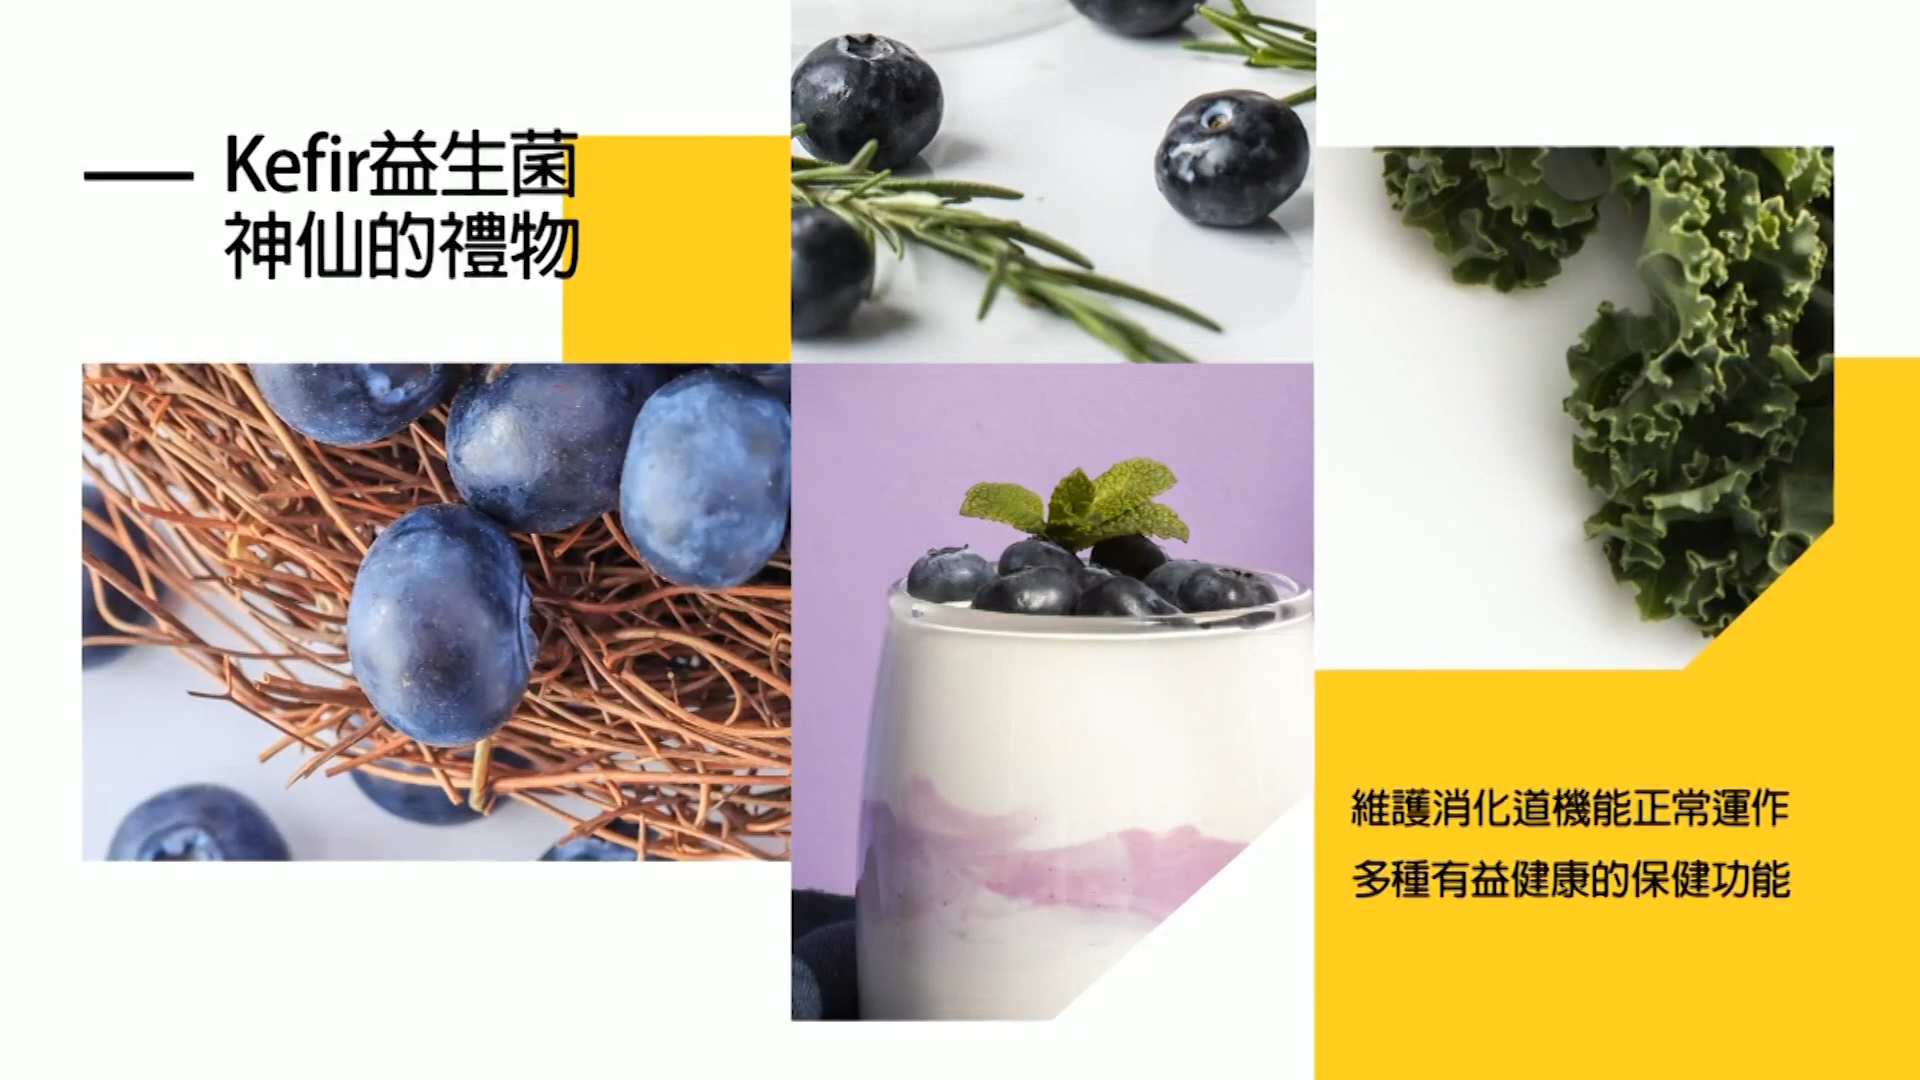 Kefir益生菌
神仙的禮物
維護消化道機能正常運作
多種有益健康的保健功能